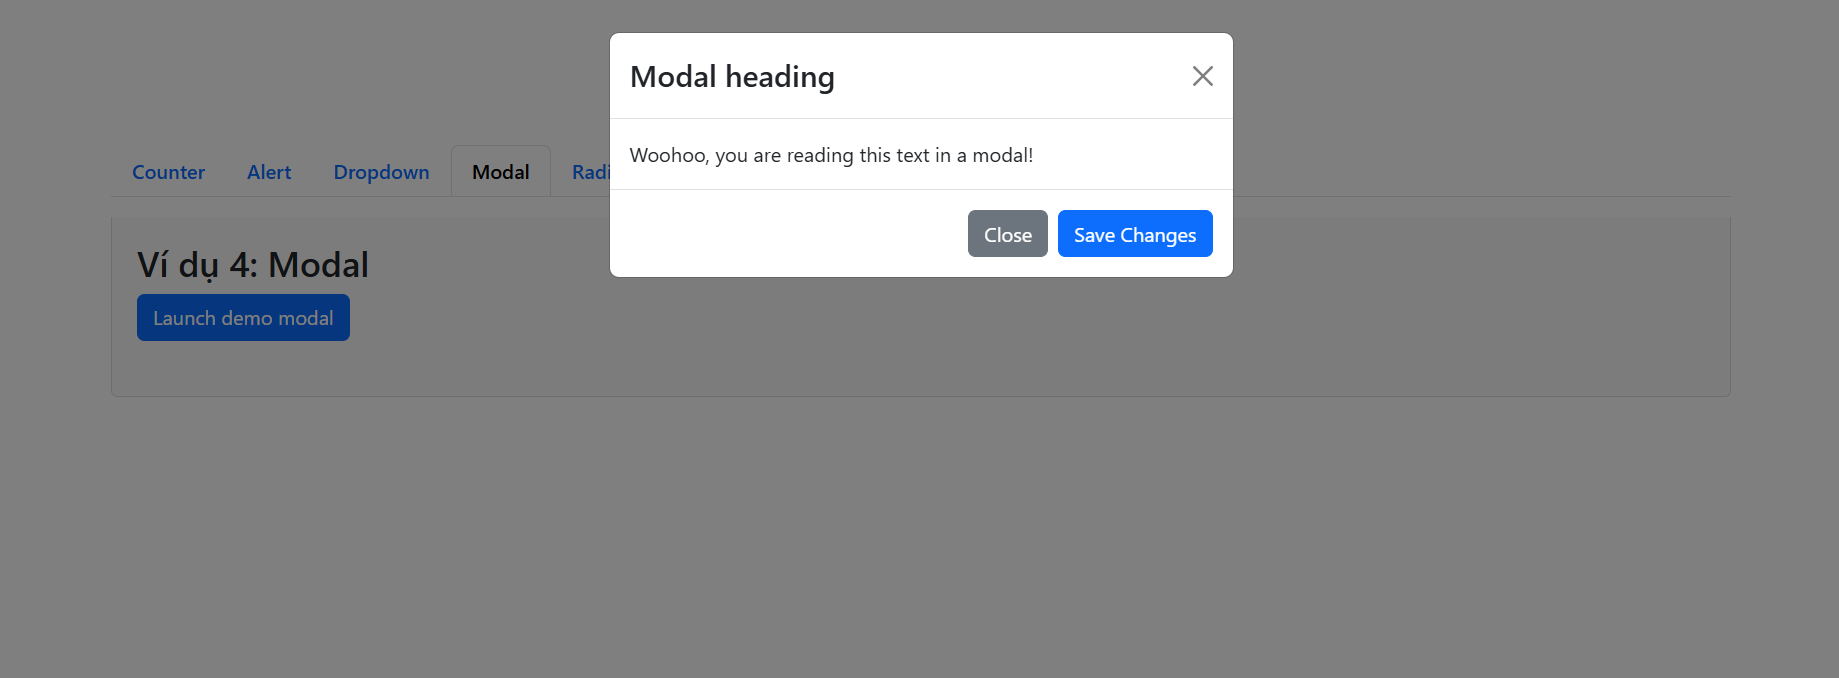 Modal heading
Woohoo, you are reading this text in a modal!
Close Save Changes
Counter Alert Dropdown Modal
Ví dụ 4: Modal
Launch demo modal